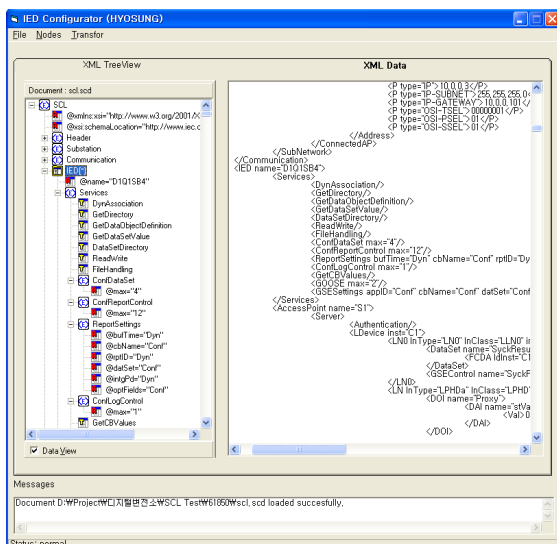 IED Configurator (HYOSUNG)
File Nodes Transfor
XML TreeView
XML Data
Document : scl.scd
SCL
@xmlns:xsi="http://www.w3.org/2001/X
@xsi:schemaLocation="http://www.iec.c
Header
Substation
Communication
IED[*]
@name="D1Q1SB4"
Services
DynAssociation
GetDirectory
GetDataObjectDefinition
GetDataSetValue
DataSetDirectory
ReadWrite
FileHandling
ConfDataSet
@max="4"
ConfReportControl
@max="12"
ReportSettings
@bufTime="Dyn"
@cbName="Conf"
@rptID="Dyn"
@datSet="Conf"
@intgPd="Dyn"
@optFields="Conf"
ConfLogControl
@max="1"
GetCBValues
Data View
<P type="IP">10.0.0.3</P>
<P type="IP-SUBNET">255.255.255.0<
<P type="IP-GATEWAY">10.0.0.101</
<P type="OSI-TSEL">00000001</P>
<P type="OSI-PSEL">01</P>
<P type="OSI-SSEL">01</P>
</Address>
</ConnectedAP>
</SubNetwork>
</Communication>
<IED name="D1Q1SB4">
<Services>
<DynAssociation/>
<GetDirectory/>
<GetDataObjectDefinition/>
<GetDataSetValue/>
<DataSetDirectory/>
<ReadWrite/>
<FileHandling/>
<ConfDataSet max="4"/>
<ConfReportControl max="12"/>
<ReportSettings bufTime="Dyn" cbName="Conf" rptID="Dy
<ConfLogControl max="1"/>
<GetCBValues/>
<GOOSE max="2"/>
<GSESettings appID="Conf" cbName="Conf" datSet="Conf
</Services>
<AccessPoint name="S1">
<Server>
<Authentication/>
<LDevice inst="C1">
<LN0 lnType="LN0" lnClass="LLN0" ir
<DataSet name="SyckResu
<FCDA ldInst="C1
</DataSet>
<GSEControl name="SyckF
</LN0>
<LN lnType="LPHDa" lnClass="LPHD"
<DOI name="Proxy">
<DAI name="stVa
<Val>0
</DAI>
</DOI>
Messages
Document D:₩Project₩디지털변전소₩SCL Test₩61850₩scl.scd loaded succesfully.
Status: normal